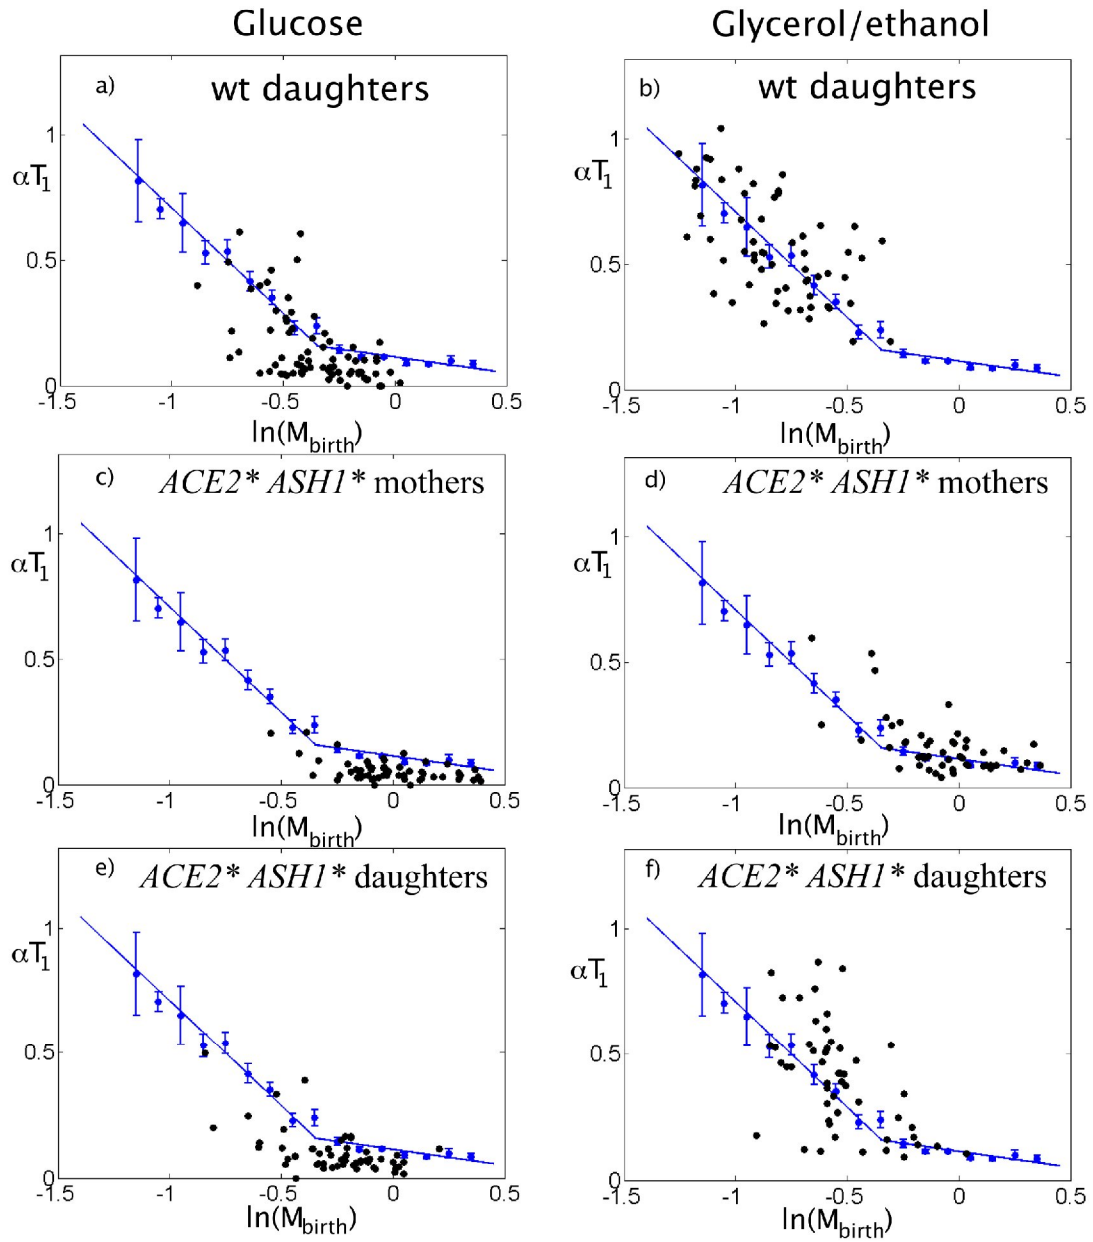 Glucose
Glycerol/ethanol
a)
wt daughters
1
αT1
0.5
0
-1.5
-1
-0.5
0
0.5
ln(Mbirth)
b)
wt daughters
1
αT1
0.5
0
-1.5
-1
-0.5
0
0.5
ln(Mbirth)
c)
ACE2* ASH1* mothers
1
αT1
0.5
0
-1.5
-1
-0.5
0
0.5
ln(Mbirth)
d)
ACE2* ASH1* mothers
1
αT1
0.5
0
-1.5
-1
-0.5
0
0.5
ln(Mbirth)
e)
ACE2* ASH1* daughters
1
αT1
0.5
0
-1.5
-1
-0.5
0
0.5
ln(Mbirth)
f)
ACE2* ASH1* daughters
1
αT1
0.5
0
-1.5
-1
-0.5
0
0.5
ln(Mbirth)